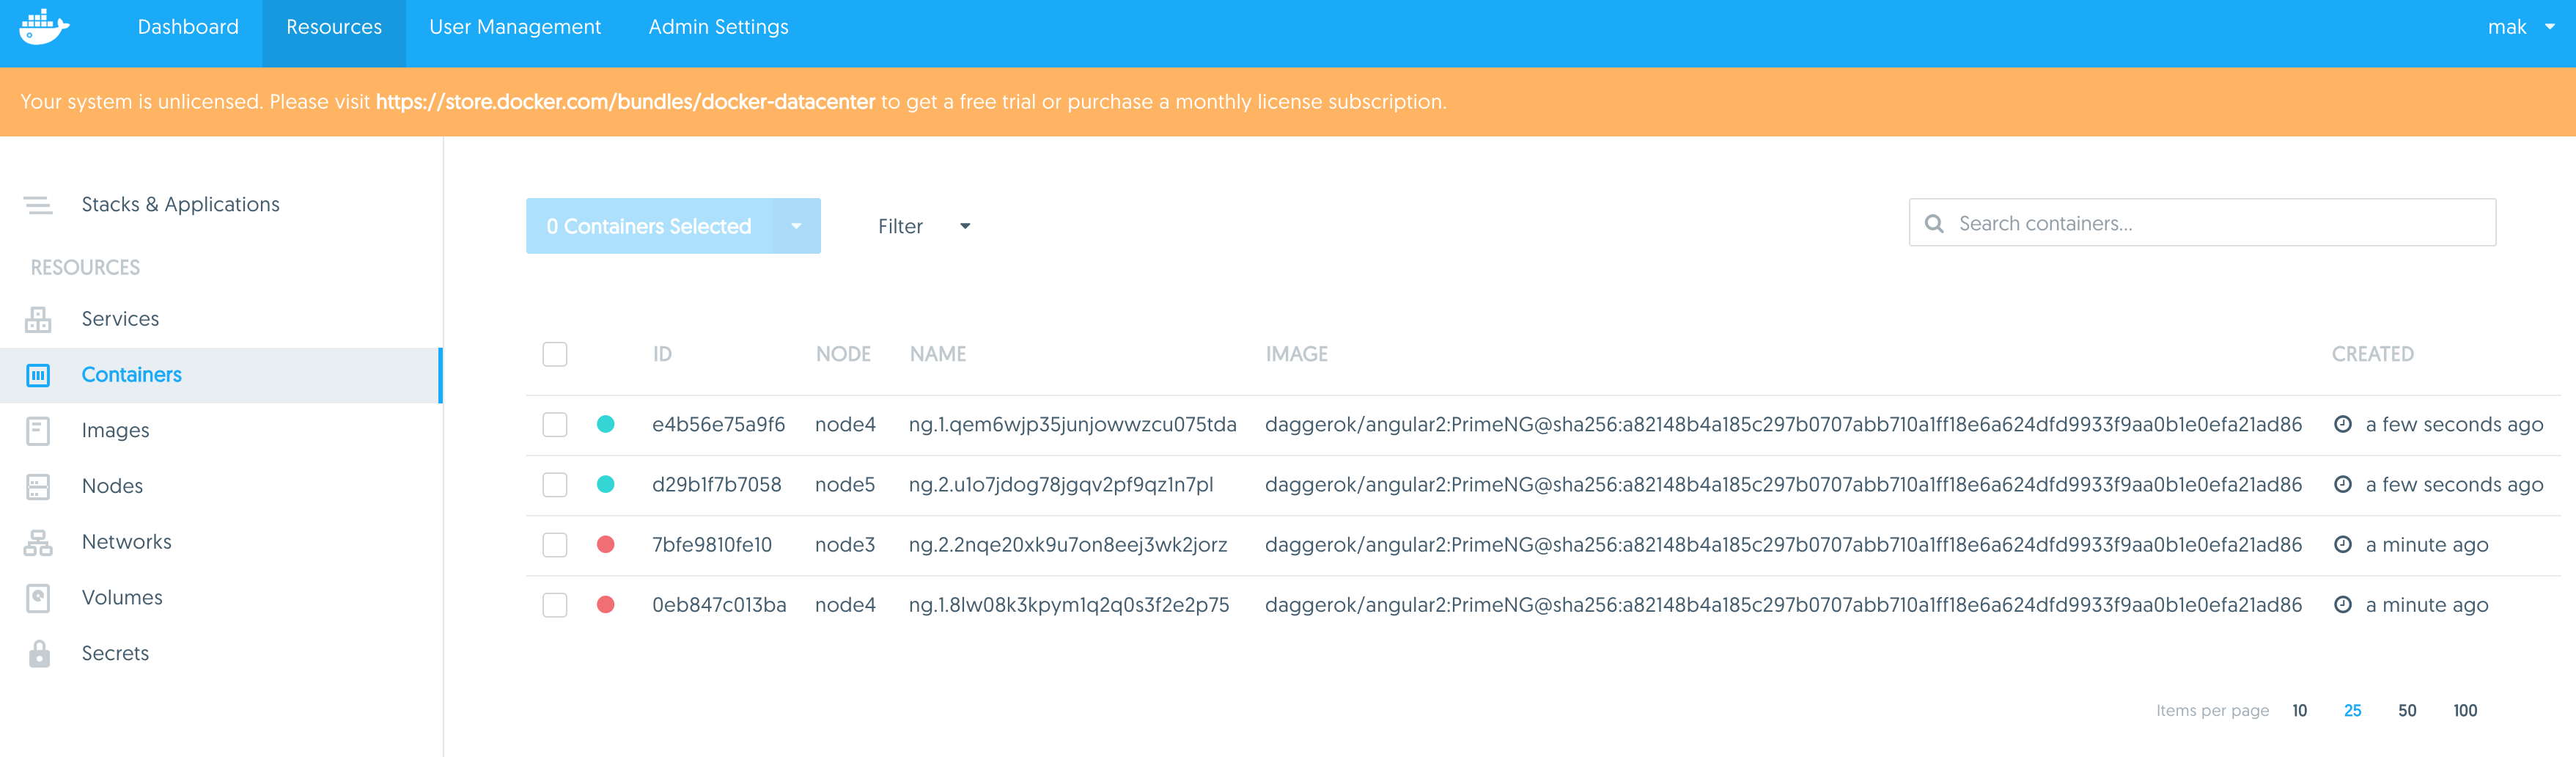 Dashboard Resources User Management Admin Settings mak
Your system is unlicensed. Please visit https://store.docker.com/bundles/docker-datacenter to get a free trial or purchase a monthly license subscription.
Stacks & Applications
RESOURCES
Services
Containers
Images
Nodes
Networks
Volumes
Secrets
0 Containers Selected Filter Search containers...
ID NODE NAME IMAGE CREATED
e4b56e75a9f6 node4 ng.1.qem6wjp35junjowwzcu075tda daggerok/angular2:PrimeNG@sha256:a82148b4a185c297b0707abb710a1ff18e6a624dfd9933f9aa0b1e0efa21ad86 a few seconds ago
d29b1f7b7058 node5 ng.2.u1o7jdog78jgqv2pf9qz1n7pl daggerok/angular2:PrimeNG@sha256:a82148b4a185c297b0707abb710a1ff18e6a624dfd9933f9aa0b1e0efa21ad86 a few seconds ago
7bfe9810fe10 node3 ng.2.2nqe20xk9u7on8eej3wk2jorz daggerok/angular2:PrimeNG@sha256:a82148b4a185c297b0707abb710a1ff18e6a624dfd9933f9aa0b1e0efa21ad86 a minute ago
0eb847c013ba node4 ng.1.8lw08k3kpym1q2q0s3f2e2p75 daggerok/angular2:PrimeNG@sha256:a82148b4a185c297b0707abb710a1ff18e6a624dfd9933f9aa0b1e0efa21ad86 a minute ago
Items per page 10 25 50 100